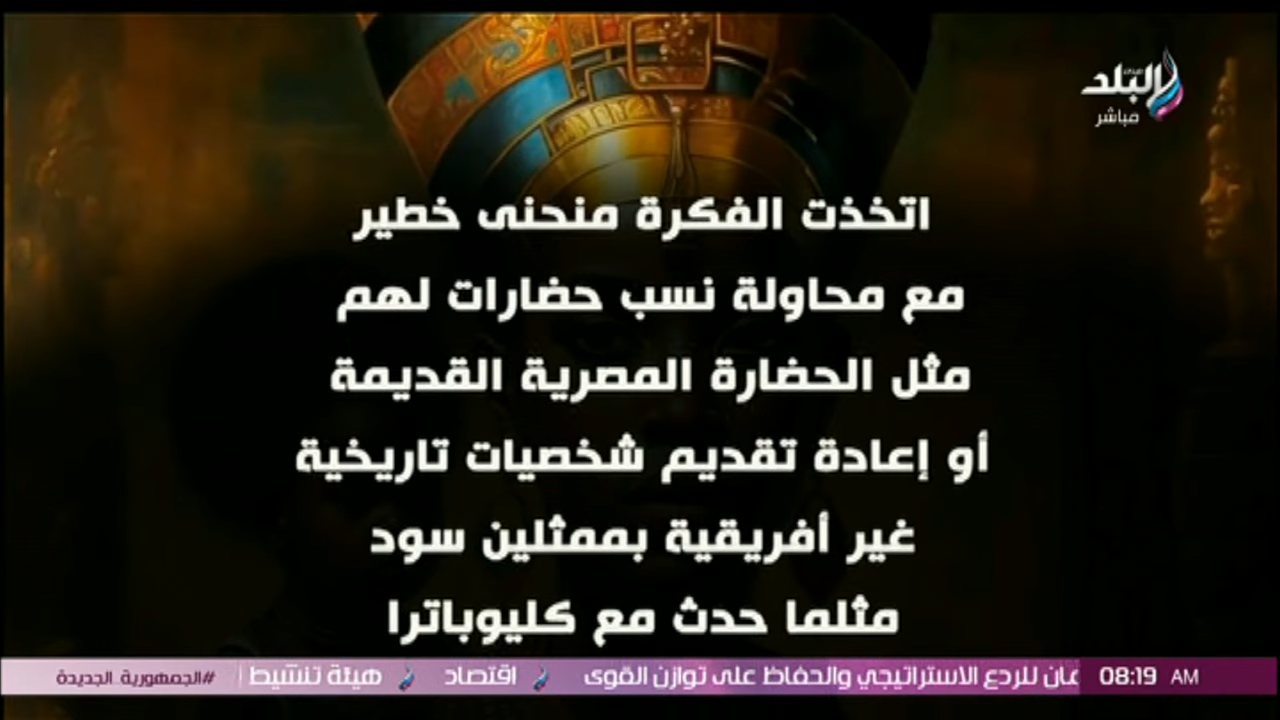 صدى البلد
مباشر
اتخذت الفكرة منحنى خطير
مع محاولة نسب حضارات لهم
مثل الحضارة المصرية القديمة
أو إعادة تقديم شخصيات تاريخية
غير أفريقية بممثلين سود
مثلما حدث مع كليوباترا
08:19 AM للردع الاستراتيجي والحفاظ على توازن القوى اقتصاد هيئة تنشيط #الجمهورية الجديدة